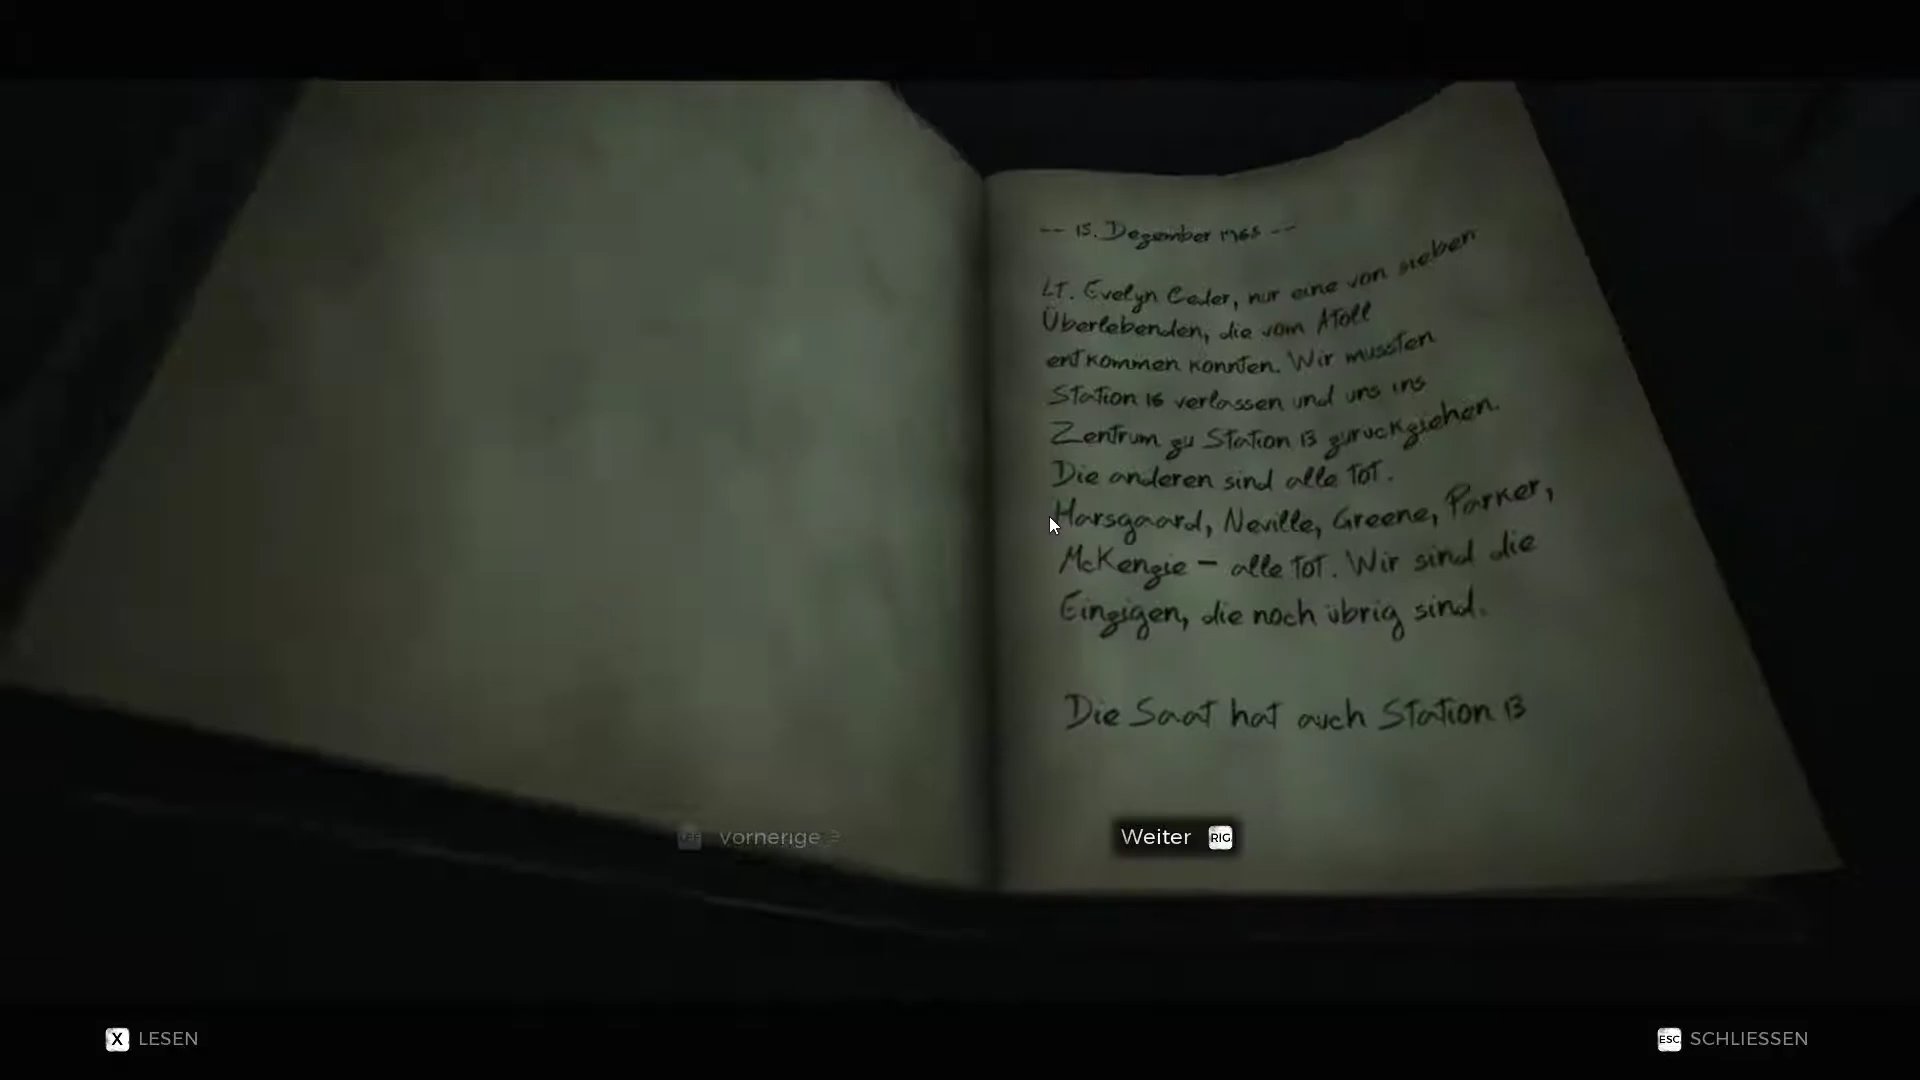 -- 15. Dezember 1965 --
Lt. Evelyn Ceder, nur eine von sieben
Überlebenden, die vom Atoll
entkommen konnten. Wir mussten
Station 16 verlassen und uns ins
Zentrum zu Station 13 zurückziehen.
Die anderen sind alle tot.
Harsgaard, Neville, Greene, Parker,
McKenzie – alle tot. Wir sind die
Einzigen, die noch übrig sind.
Die Saat hat auch Station 13
Vorherige
Weiter RIG
X LESEN
ESC SCHLIESSEN